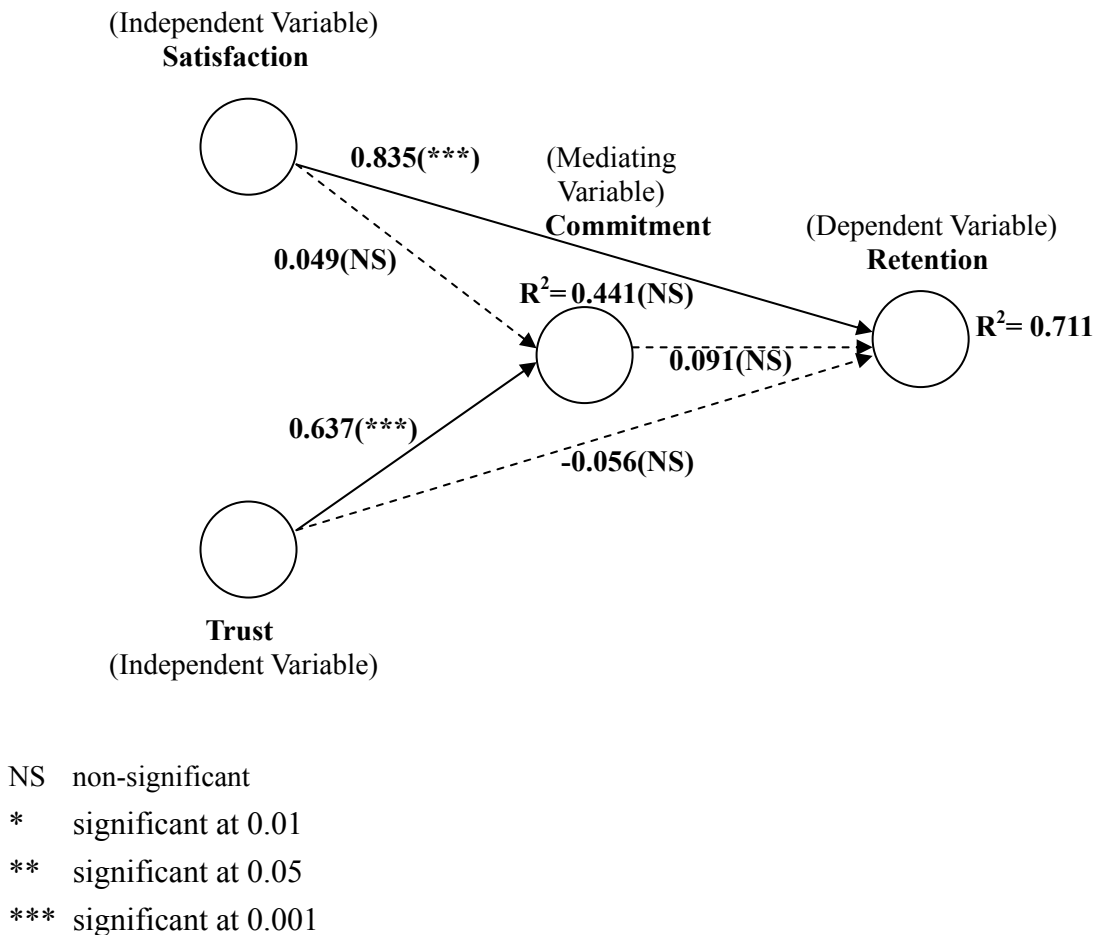 (Independent Variable)
Satisfaction
0.835(***)
(Mediating
Variable)
Commitment
(Dependent Variable)
Retention
0.049(NS)
R²= 0.441(NS)
R²= 0.711
0.091(NS)
0.637(***)
-0.056(NS)
Trust
(Independent Variable)
NS non-significant
* significant at 0.01
** significant at 0.05
*** significant at 0.001